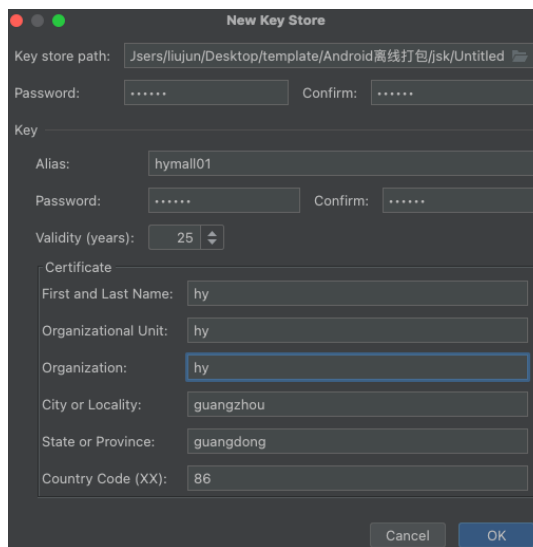 New Key Store
Key store path: Jsers/liujun/Desktop/template/Android离线打包/jsk/Untitled
Password: •••••• Confirm: ••••••
Key
Alias: hymall01
Password: •••••• Confirm: ••••••
Validity (years): 25
Certificate
First and Last Name: hy
Organizational Unit: hy
Organization: hy
City or Locality: guangzhou
State or Province: guangdong
Country Code (XX): 86
Cancel OK